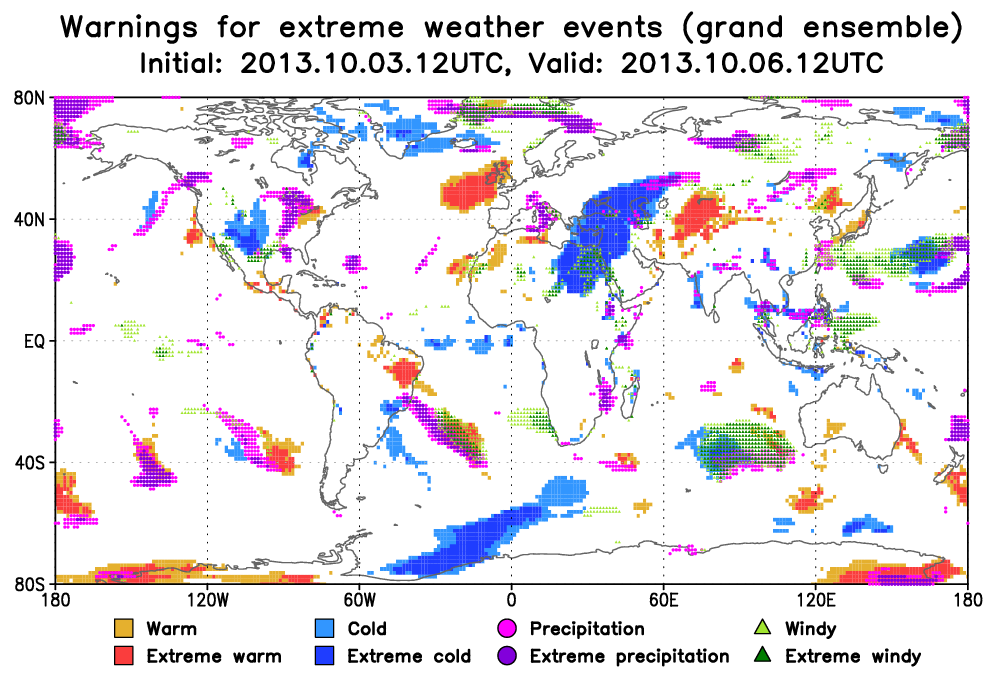 Warnings for extreme weather events (grand ensemble)
Initial: 2013.10.03.12UTC, Valid: 2013.10.06.12UTC
80N
40N
EQ
40S
80S
180 120W 60W 0 60E 120E 180
Warm Cold Precipitation Windy
Extreme warm Extreme cold Extreme precipitation Extreme windy